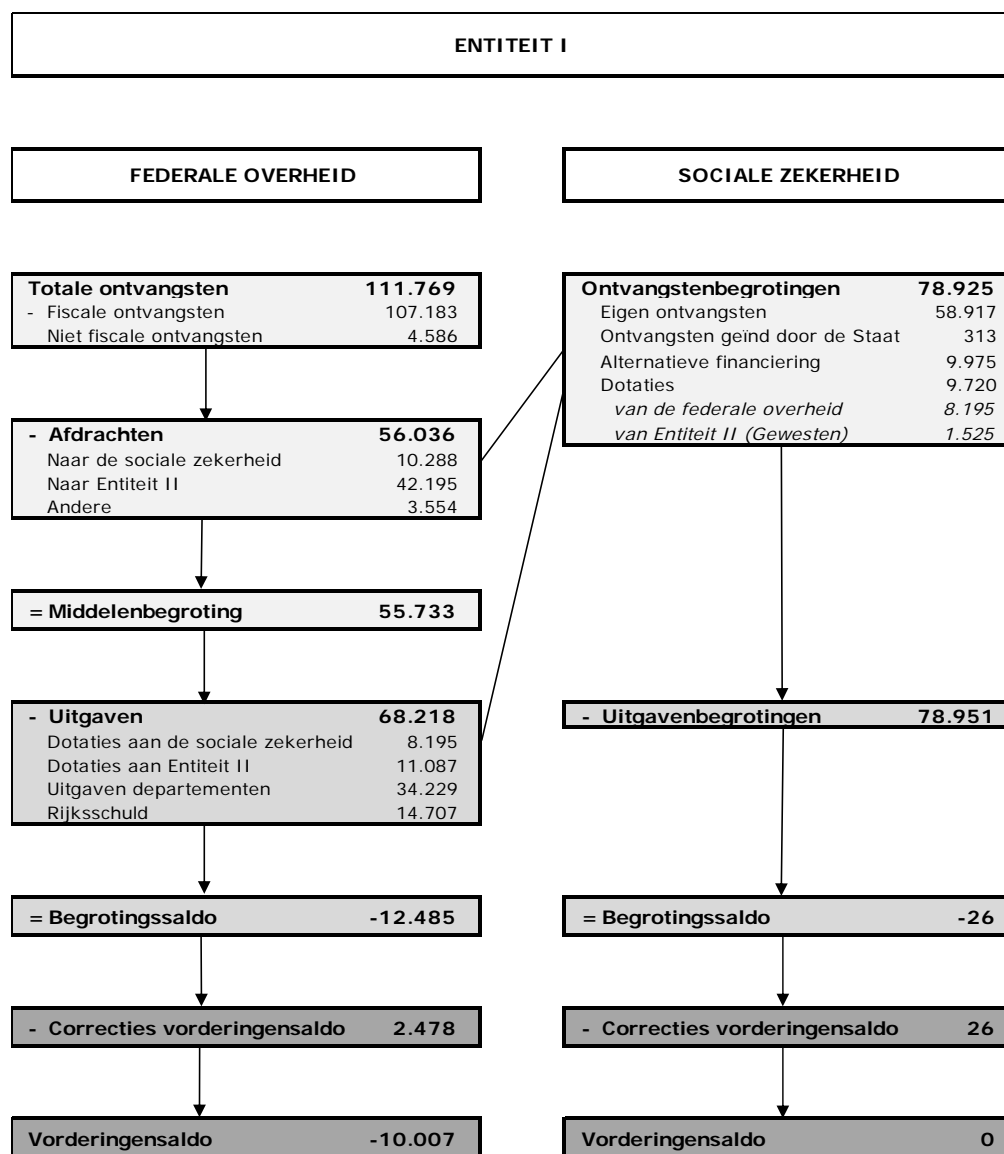 ENTITEIT I
FEDERALE OVERHEID
Totale ontvangsten 111.769
- Fiscale ontvangsten 107.183
Niet fiscale ontvangsten 4.586
- Afdrachten 56.036
Naar de sociale zekerheid 10.288
Naar Entiteit II 42.195
Andere 3.554
= Middelenbegroting 55.733
- Uitgaven 68.218
Dotaties aan de sociale zekerheid 8.195
Dotaties aan Entiteit II 11.087
Uitgaven departementen 34.229
Rijksschuld 14.707
= Begrotingssaldo -12.485
- Correcties vorderingensaldo 2.478
Vorderingensaldo -10.007
SOCIALE ZEKERHEID
Ontvangstenbegrotingen 78.925
Eigen ontvangsten 58.917
Ontvangsten geïnd door de Staat 313
Alternatieve financiering 9.975
Dotaties 9.720
van de federale overheid 8.195
van Entiteit II (Gewesten) 1.525
- Uitgavenbegrotingen 78.951
= Begrotingssaldo -26
- Correcties vorderingensaldo 26
Vorderingensaldo 0